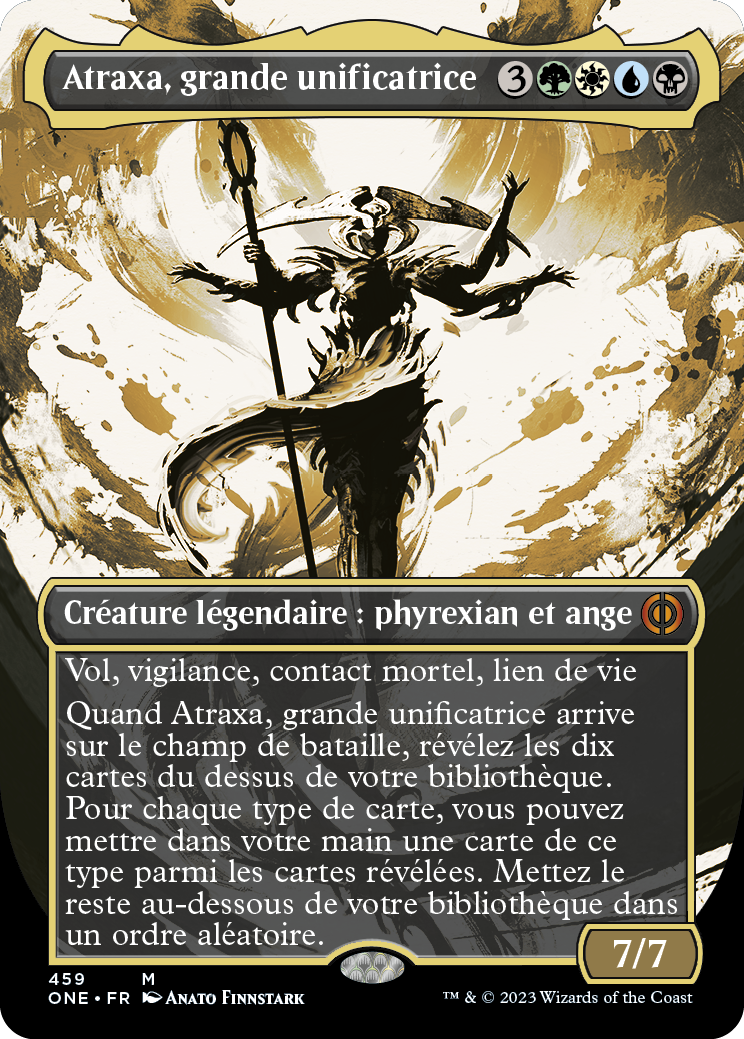 Atraxa, grande unificatrice 3
Créature légendaire : phyrexian et ange
Vol, vigilance, contact mortel, lien de vie
Quand Atraxa, grande unificatrice arrive
sur le champ de bataille, révélez les dix
cartes du dessus de votre bibliothèque.
Pour chaque type de carte, vous pouvez
mettre dans votre main une carte de ce
type parmi les cartes révélées. Mettez le
reste au-dessous de votre bibliothèque dans
un ordre aléatoire.
7/7
459 M
ONE • FR Anato Finnstark
™ & © 2023 Wizards of the Coast